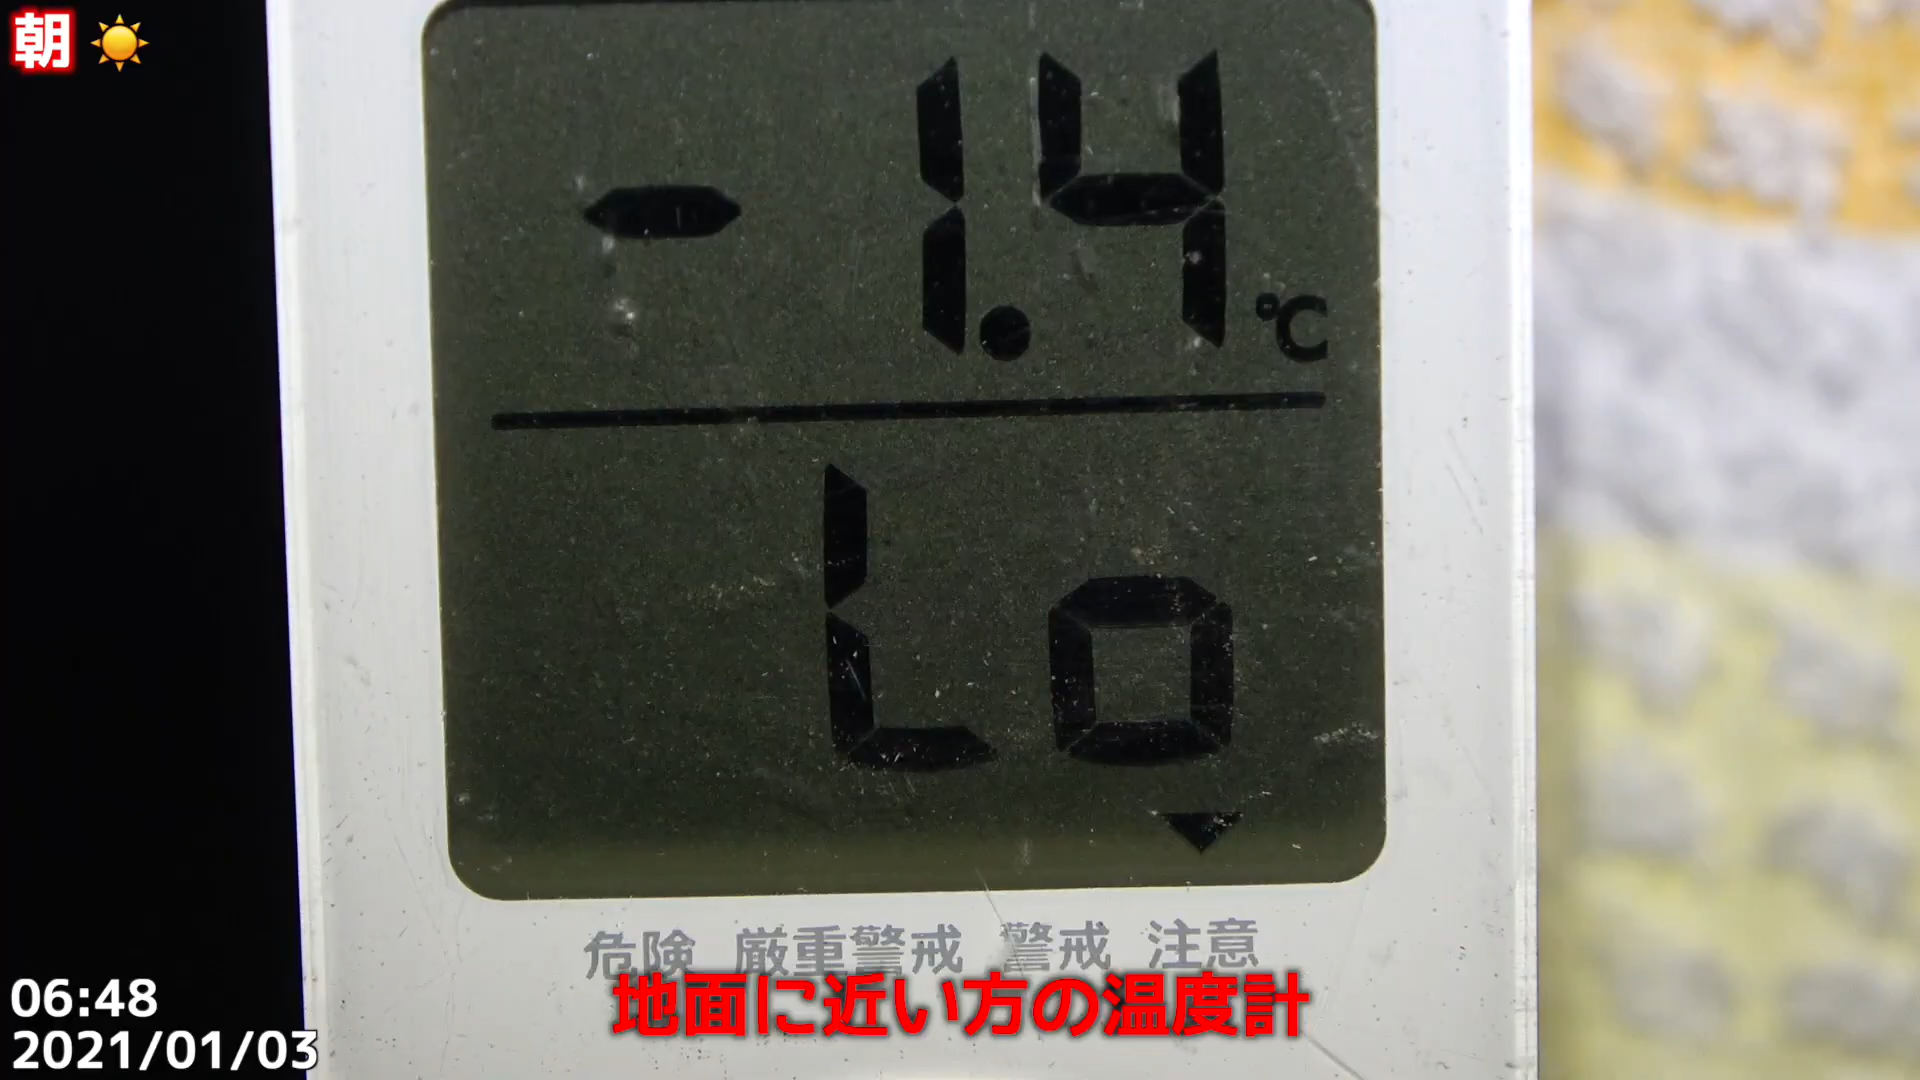 朝
-1.4℃
Lo
危険 厳重警戒 警戒 注意
地面に近い方の温度計
06:48
2021/01/03